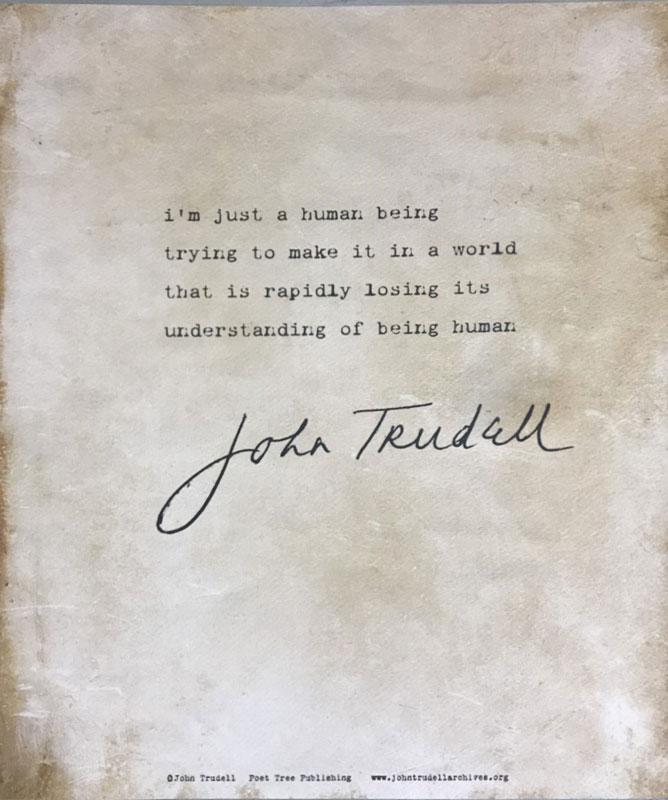 i'm just a human being
trying to make it in a world
that is rapidly losing its
understanding of being human
John Trudell
©John Trudell Poet Tree Publishing www.johntrudellarchives.org